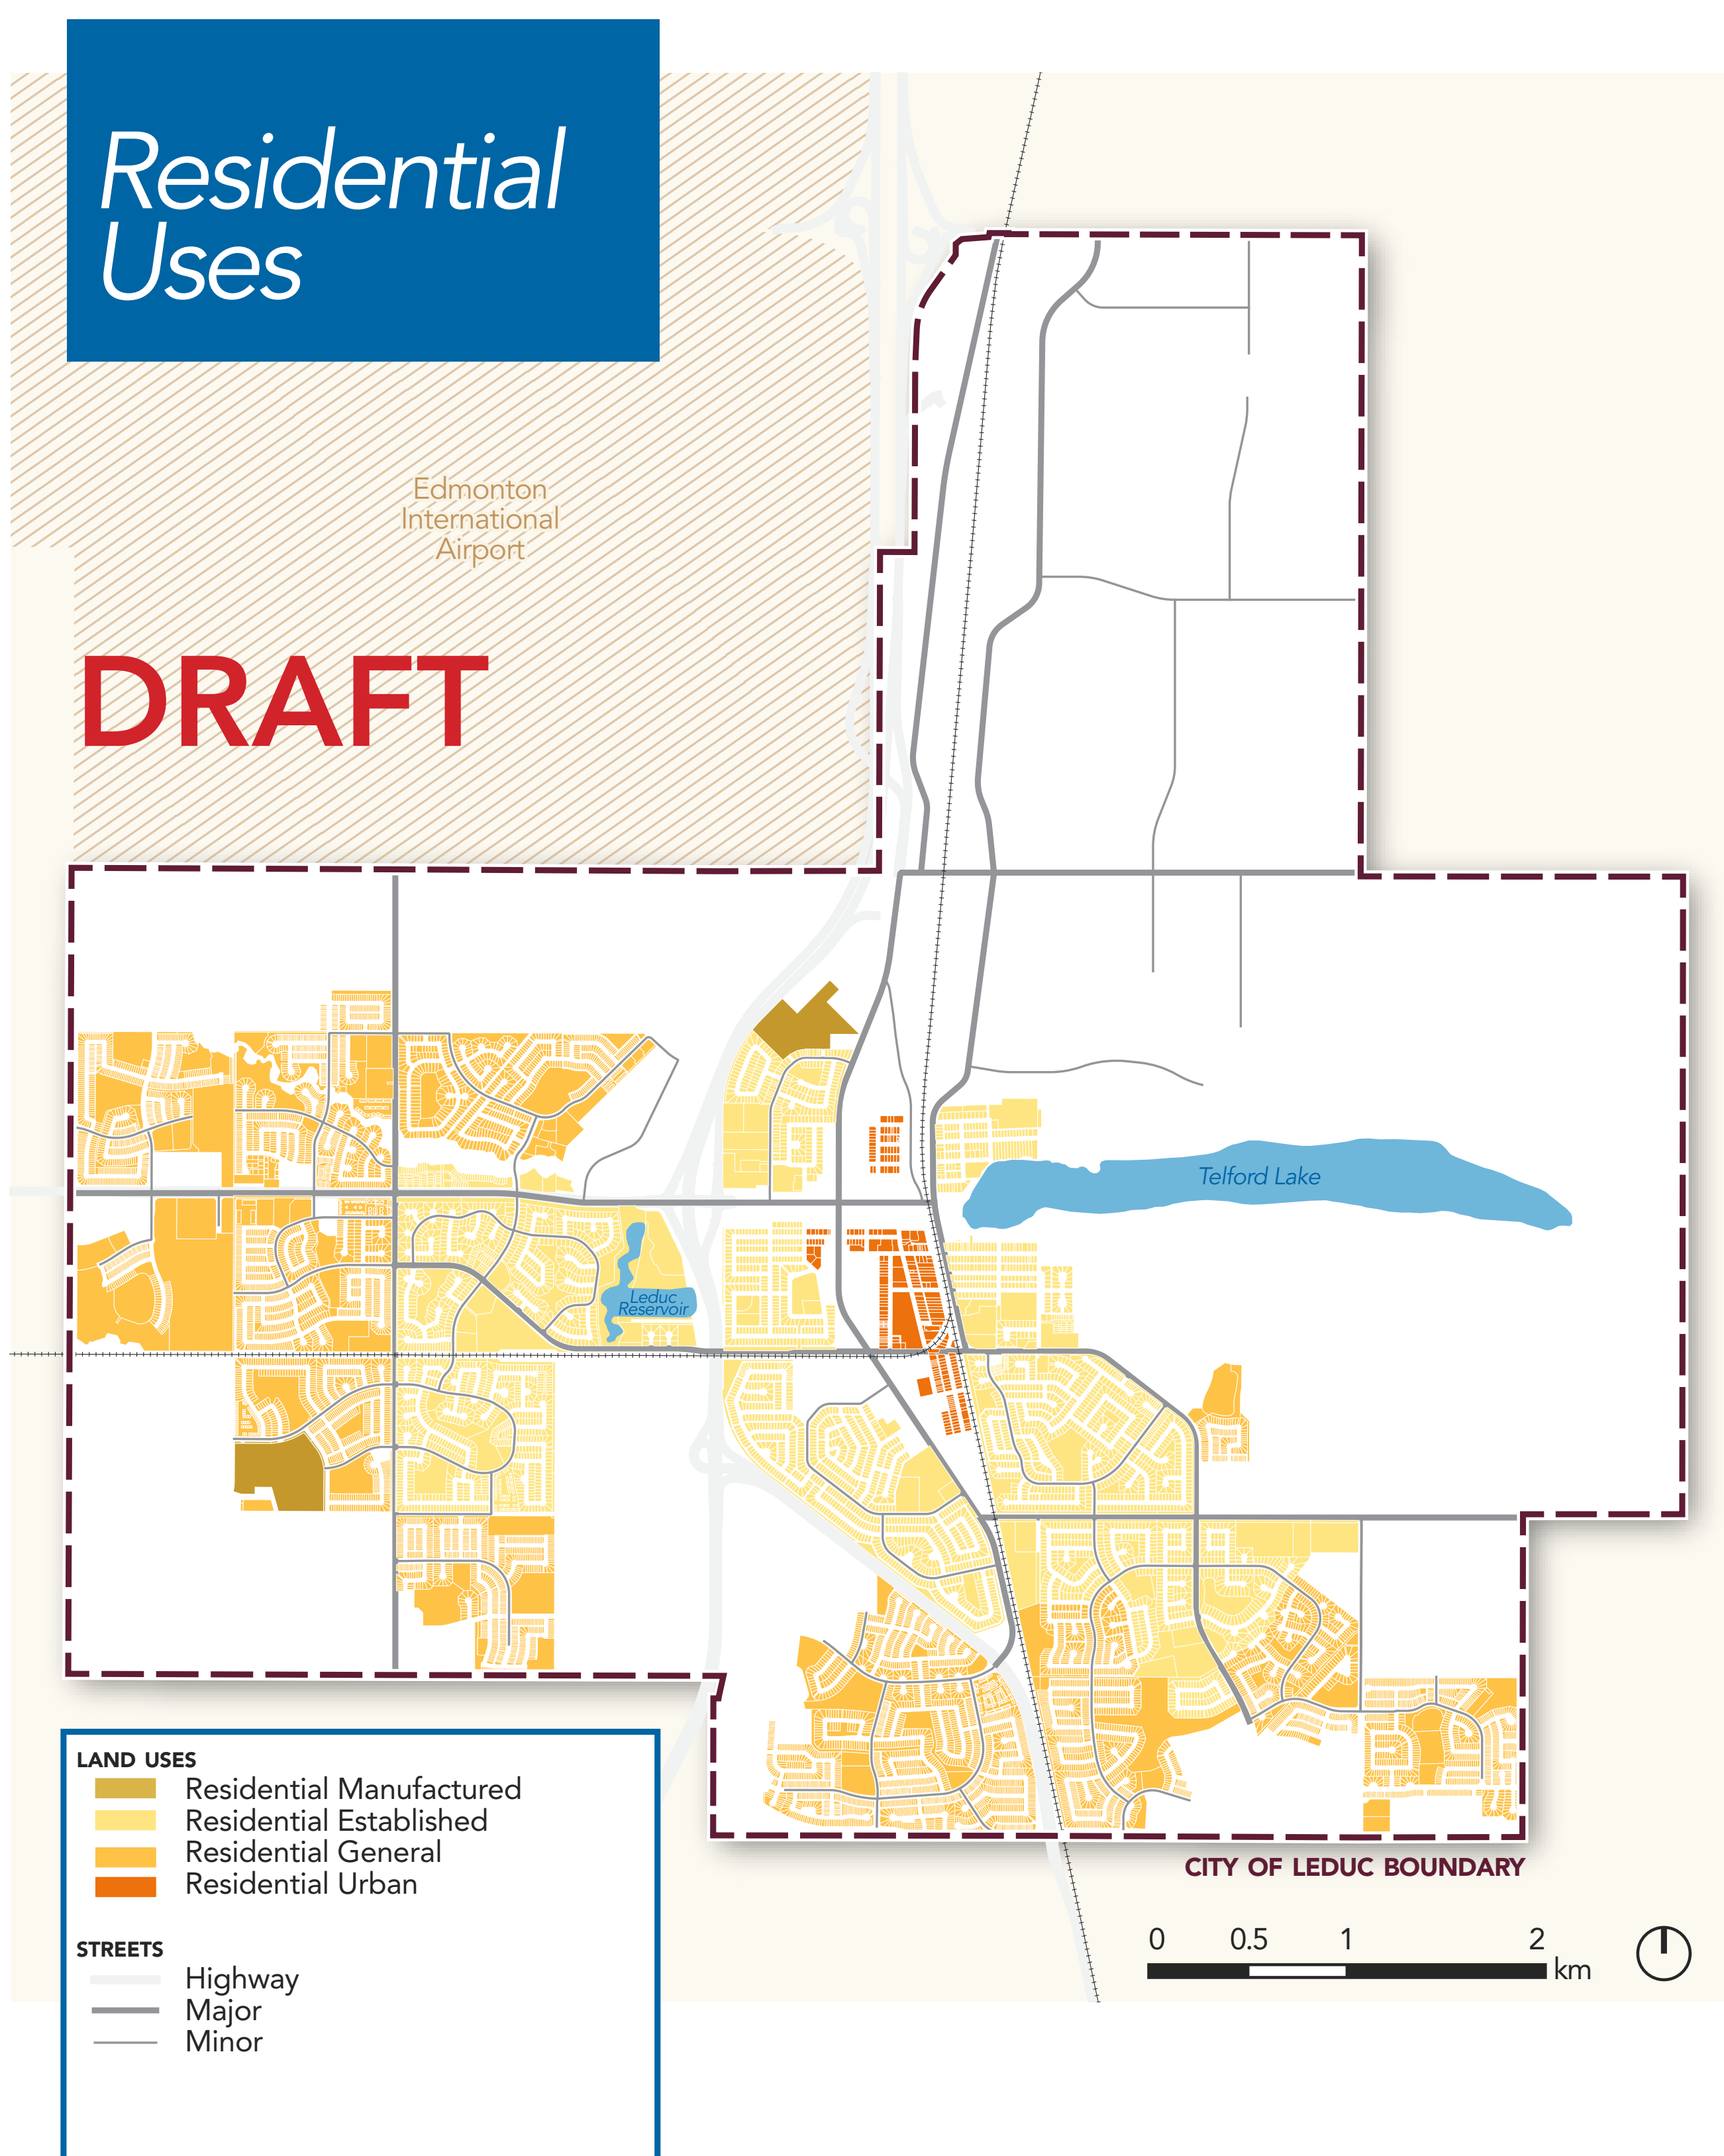 Residential
Uses
Edmonton
International
Airport
DRAFT
Telford Lake
Leduc
Reservoir
LAND USES
Residential Manufactured
Residential Established
Residential General
Residential Urban
STREETS
Highway
Major
Minor
CITY OF LEDUC BOUNDARY
0 0.5 1 2
km